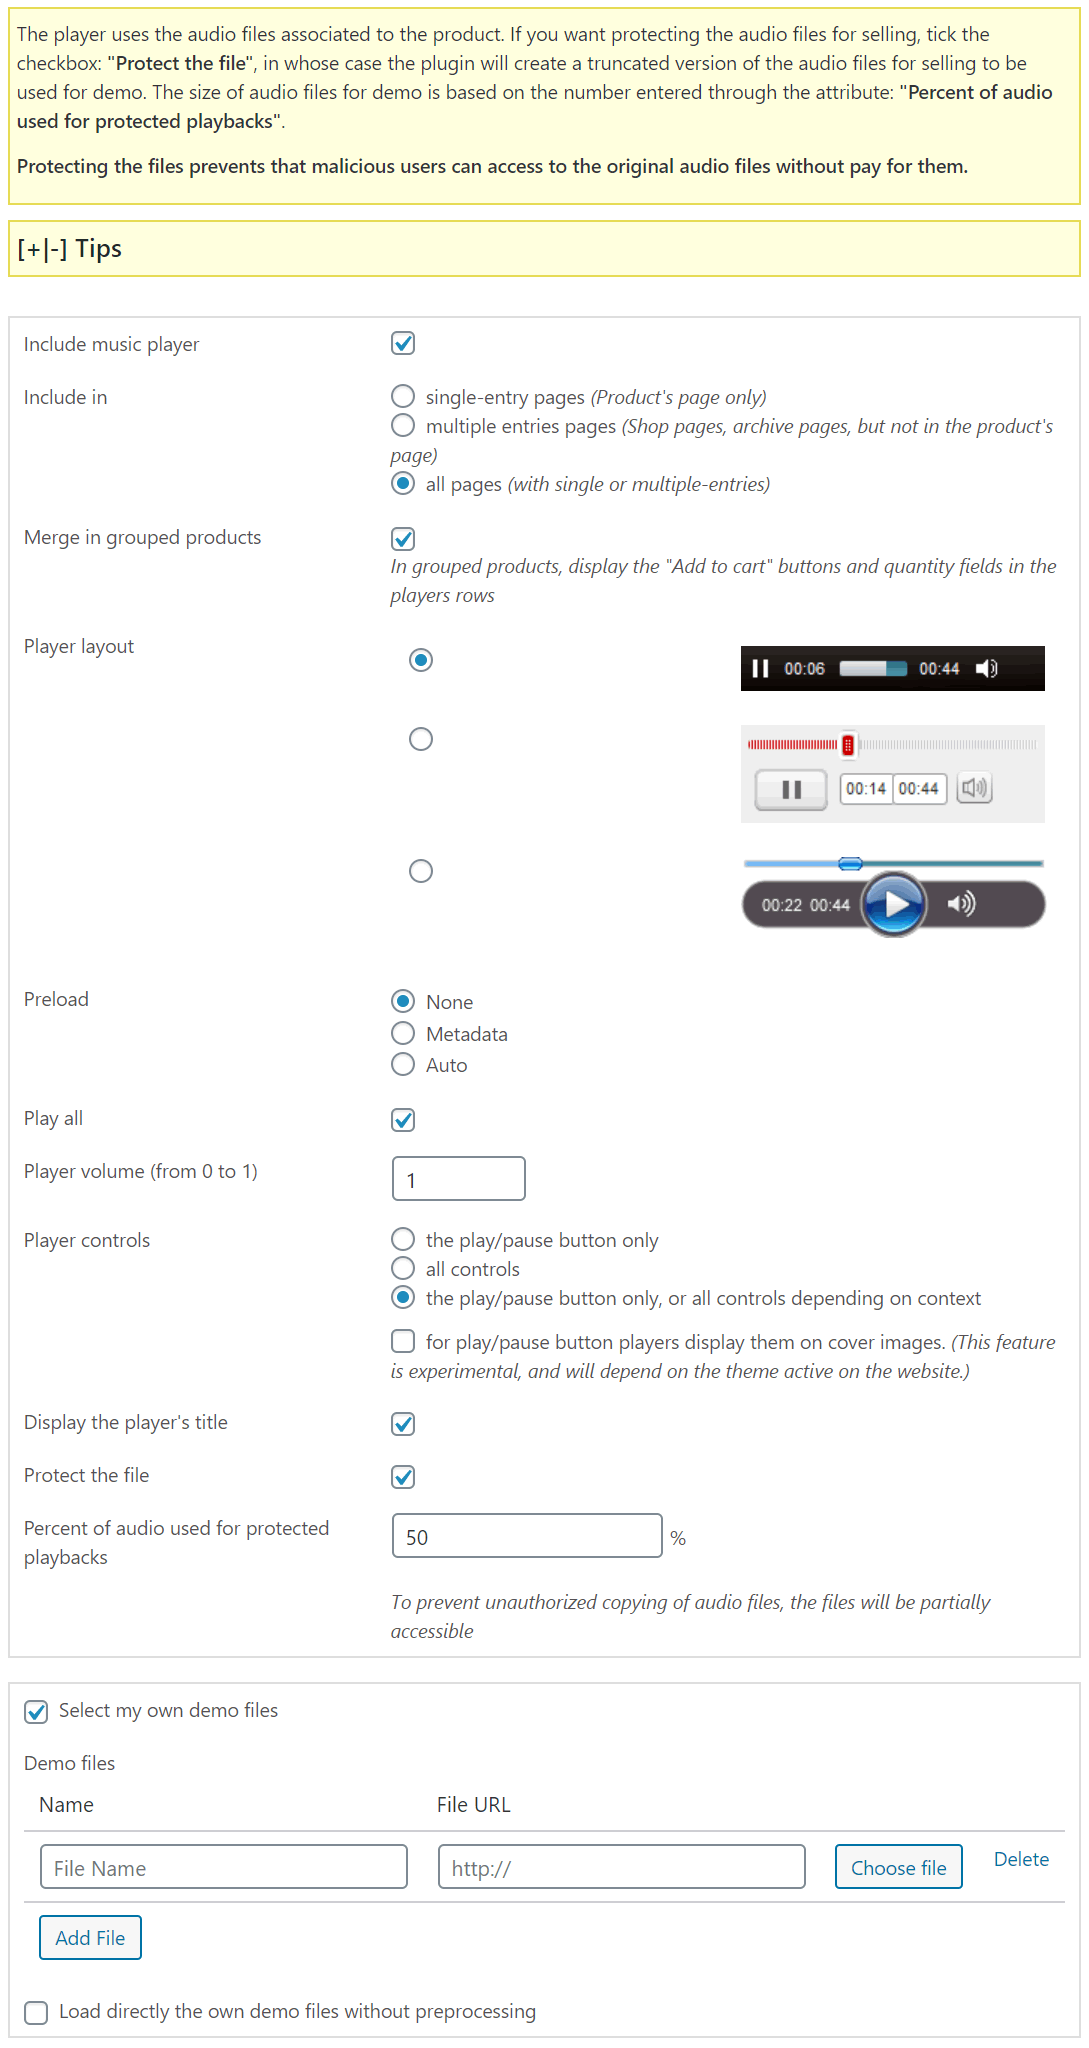 The player uses the audio files associated to the product. If you want protecting the audio files for selling, tick the
checkbox: "Protect the file", in whose case the plugin will create a truncated version of the audio files for selling to be
used for demo. The size of audio files for demo is based on the number entered through the attribute: "Percent of audio
used for protected playbacks".
Protecting the files prevents that malicious users can access to the original audio files without pay for them.
[+|-] Tips
Include music player
Include in
single-entry pages (Product's page only)
multiple entries pages (Shop pages, archive pages, but not in the product's
page)
all pages (with single or multiple-entries)
Merge in grouped products
In grouped products, display the "Add to cart" buttons and quantity fields in the
players rows
Player layout
00:06 00:44
00:14 00:44
00:22 00:44
Preload
None
Metadata
Auto
Play all
Player volume (from 0 to 1)
1
Player controls
the play/pause button only
all controls
the play/pause button only, or all controls depending on context
for play/pause button players display them on cover images. (This feature
is experimental, and will depend on the theme active on the website.)
Display the player's title
Protect the file
Percent of audio used for protected
playbacks
50 %
To prevent unauthorized copying of audio files, the files will be partially
accessible
Select my own demo files
Demo files
Name File URL
File Name http:// Choose file Delete
Add File
Load directly the own demo files without preprocessing